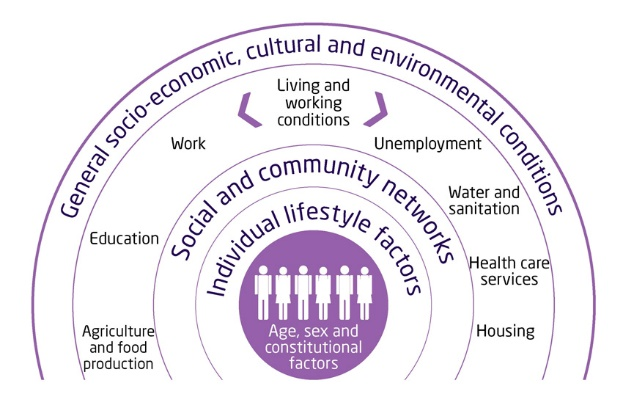 General socio-economic, cultural and environmental conditions
Living and
working
conditions
Work
Unemployment
Social and community networks
Water and
sanitation
Individual lifestyle factors
Education
Health care
services
Agriculture
and food
production
Housing
Age, sex and
constitutional
factors